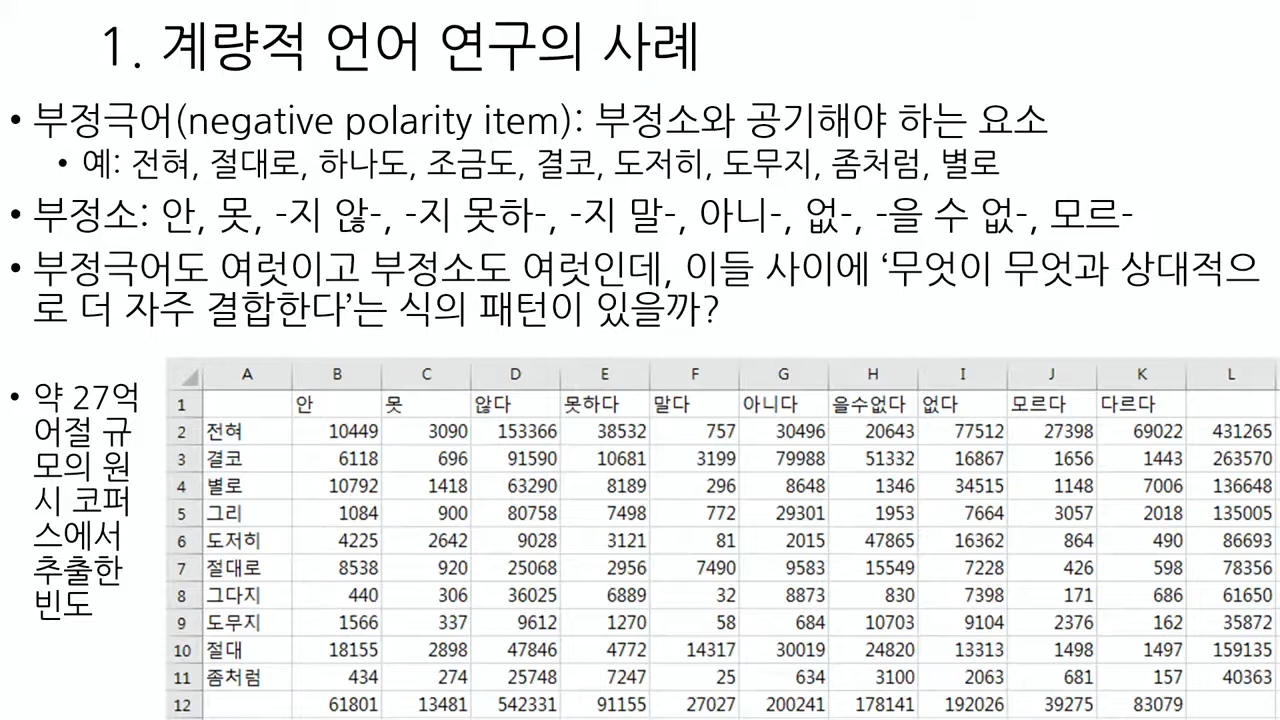 1. 계량적 언어 연구의 사례
• 부정극어(negative polarity item): 부정소와 공기해야 하는 요소
• 예: 전혀, 절대로, 하나도, 조금도, 결코, 도저히, 도무지, 좀처럼, 별로
• 부정소: 안, 못, -지 않-, -지 못하-, -지 말-, 아니-, 없-, -을 수 없-, 모르-
• 부정극어도 여럿이고 부정소도 여럿인데, 이들 사이에 ‘무엇이 무엇과 상대적으
로 더 자주 결합한다’는 식의 패턴이 있을까?
• 약 27억
어절 규
모의 원
시 코퍼
스에서
추출한
빈도
A B C D E F G H I J K L
1 안 못 않다 못하다 말다 아니다 을수없다 없다 모르다 다르다
2 전혀 10449 3090 153366 38532 757 30496 20643 77512 27398 69022 431265
3 결코 6118 696 91590 10681 3199 79988 51332 16867 1656 1443 263570
4 별로 10792 1418 63290 8189 296 8648 1346 34515 1148 7006 136648
5 그리 1084 900 80758 7498 772 29301 1953 7664 3057 2018 135005
6 도저히 4225 2642 9028 3121 81 2015 47865 16362 864 490 86693
7 절대로 8538 920 25068 2956 7490 9583 15549 7228 426 598 78356
8 그다지 440 306 36025 6889 32 8873 830 7398 171 686 61650
9 도무지 1566 337 9612 1270 58 684 10703 9104 2376 162 35872
10 절대 18155 2898 47846 4772 14317 30019 24820 13313 1498 1497 159135
11 좀처럼 434 274 25748 7247 25 634 3100 2063 681 157 40363
12 61801 13481 542331 91155 27027 200241 178141 192026 39275 83079